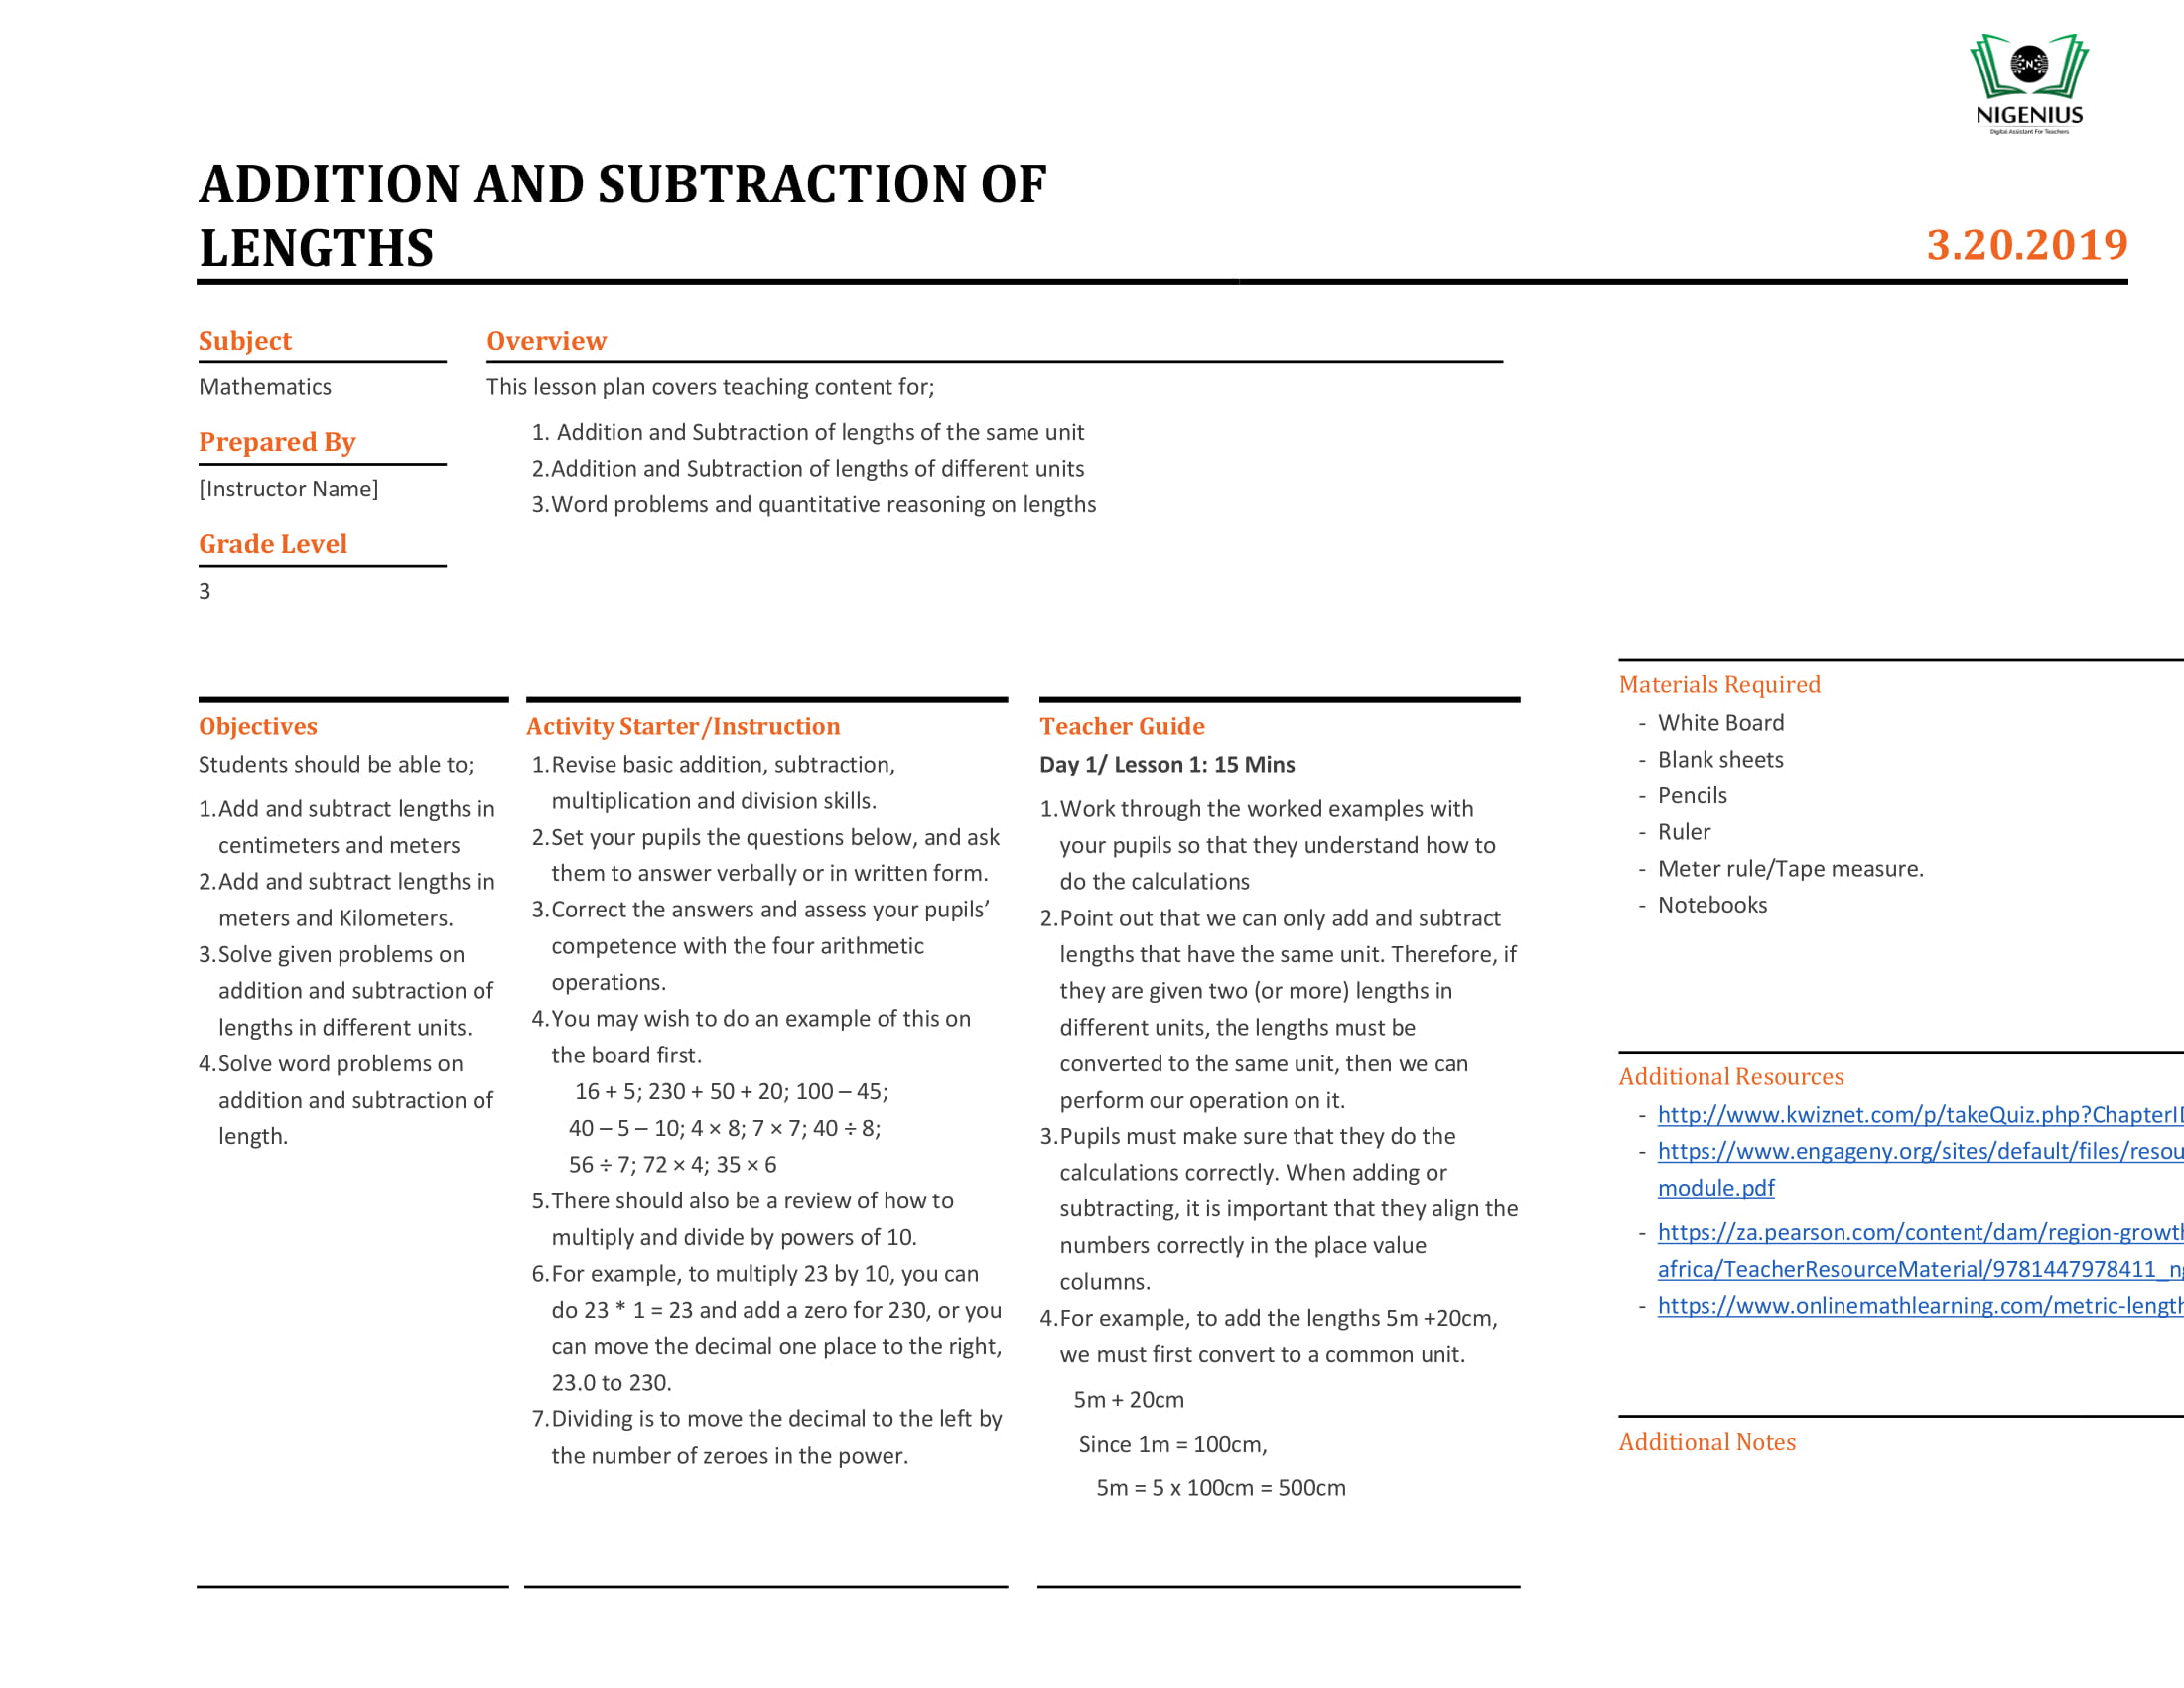 NIGENIUS
Digital Assistant For Teachers
ADDITION AND SUBTRACTION OF
LENGTHS
3.20.2019
Subject
Mathematics
Prepared By
[Instructor Name]
Grade Level
3
Overview
This lesson plan covers teaching content for;
1. Addition and Subtraction of lengths of the same unit
2.Addition and Subtraction of lengths of different units
3.Word problems and quantitative reasoning on lengths
Objectives
Students should be able to;
1.Add and subtract lengths in
centimeters and meters
2.Add and subtract lengths in
meters and Kilometers.
3.Solve given problems on
addition and subtraction of
lengths in different units.
4.Solve word problems on
addition and subtraction of
length.
Activity Starter/Instruction
1.Revise basic addition, subtraction,
multiplication and division skills.
2.Set your pupils the questions below, and ask
them to answer verbally or in written form.
3.Correct the answers and assess your pupils’
competence with the four arithmetic
operations.
4.You may wish to do an example of this on
the board first.
16 + 5; 230 + 50 + 20; 100 – 45;
40 – 5 – 10; 4 × 8; 7 × 7; 40 ÷ 8;
56 ÷ 7; 72 × 4; 35 × 6
5.There should also be a review of how to
multiply and divide by powers of 10.
6.For example, to multiply 23 by 10, you can
do 23 * 1 = 23 and add a zero for 230, or you
can move the decimal one place to the right,
23.0 to 230.
7.Dividing is to move the decimal to the left by
the number of zeroes in the power.
Teacher Guide
Day 1/ Lesson 1: 15 Mins
1.Work through the worked examples with
your pupils so that they understand how to
do the calculations
2.Point out that we can only add and subtract
lengths that have the same unit. Therefore, if
they are given two (or more) lengths in
different units, the lengths must be
converted to the same unit, then we can
perform our operation on it.
3.Pupils must make sure that they do the
calculations correctly. When adding or
subtracting, it is important that they align the
numbers correctly in the place value
columns.
4.For example, to add the lengths 5m +20cm,
we must first convert to a common unit.
5m + 20cm
Since 1m = 100cm,
5m = 5 x 100cm = 500cm
Materials Required
- White Board
- Blank sheets
- Pencils
- Ruler
- Meter rule/Tape measure.
- Notebooks
Additional Resources
- http://www.kwiznet.com/p/takeQuiz.php?ChapterID
- https://www.engageny.org/sites/default/files/resou
module.pdf
- https://za.pearson.com/content/dam/region-growth
africa/TeacherResourceMaterial/9781447978411_ng
- https://www.onlinemathlearning.com/metric-length
Additional Notes